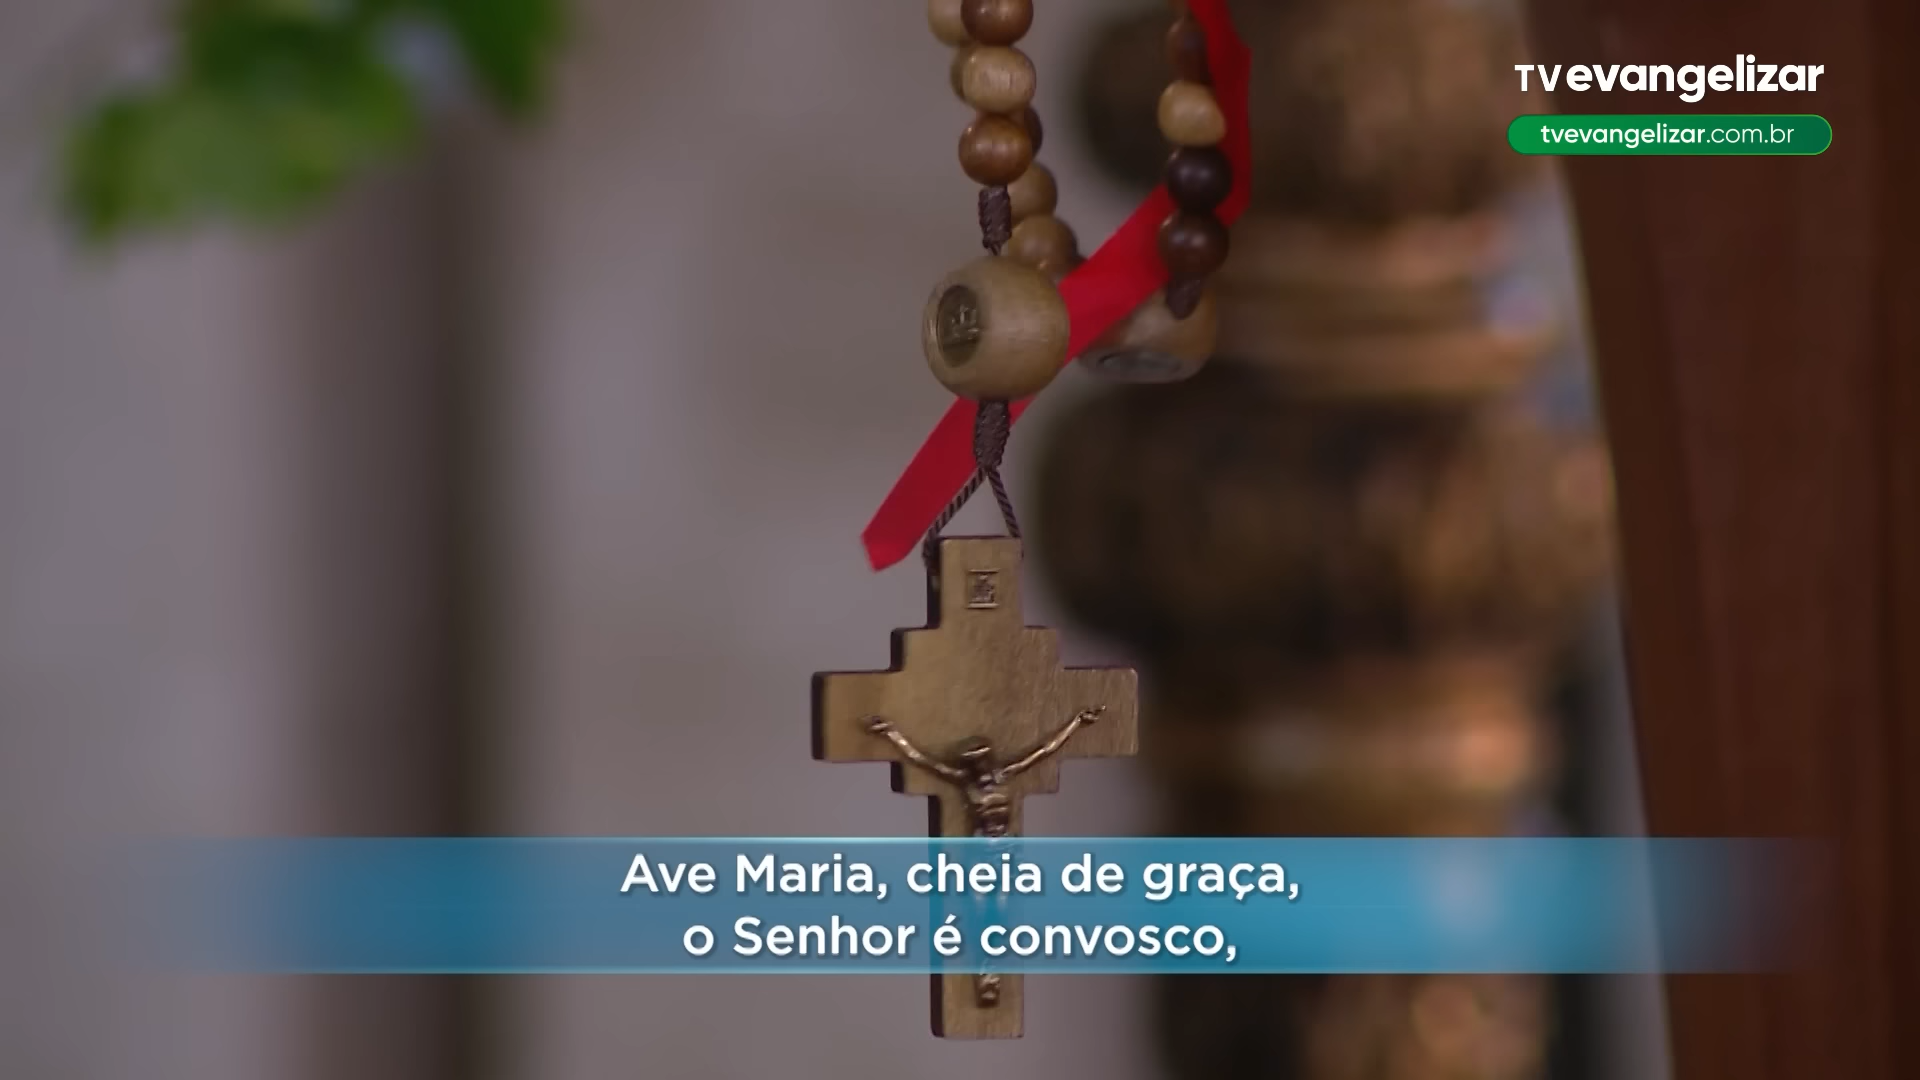 TVevangelizar
tvevangelizar.com.br
Ave Maria, cheia de graça,
o Senhor é convosco,